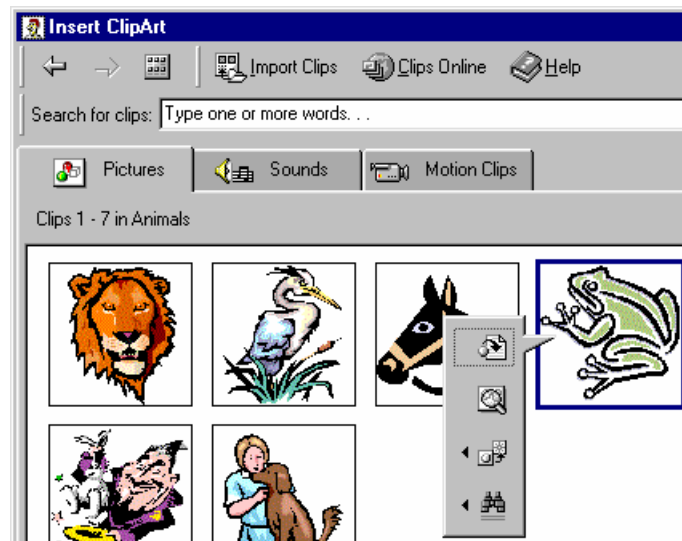 Insert ClipArt
Import Clips Clips Online Help
Search for clips: Type one or more words. . .
Pictures Sounds Motion Clips
Clips 1 - 7 in Animals